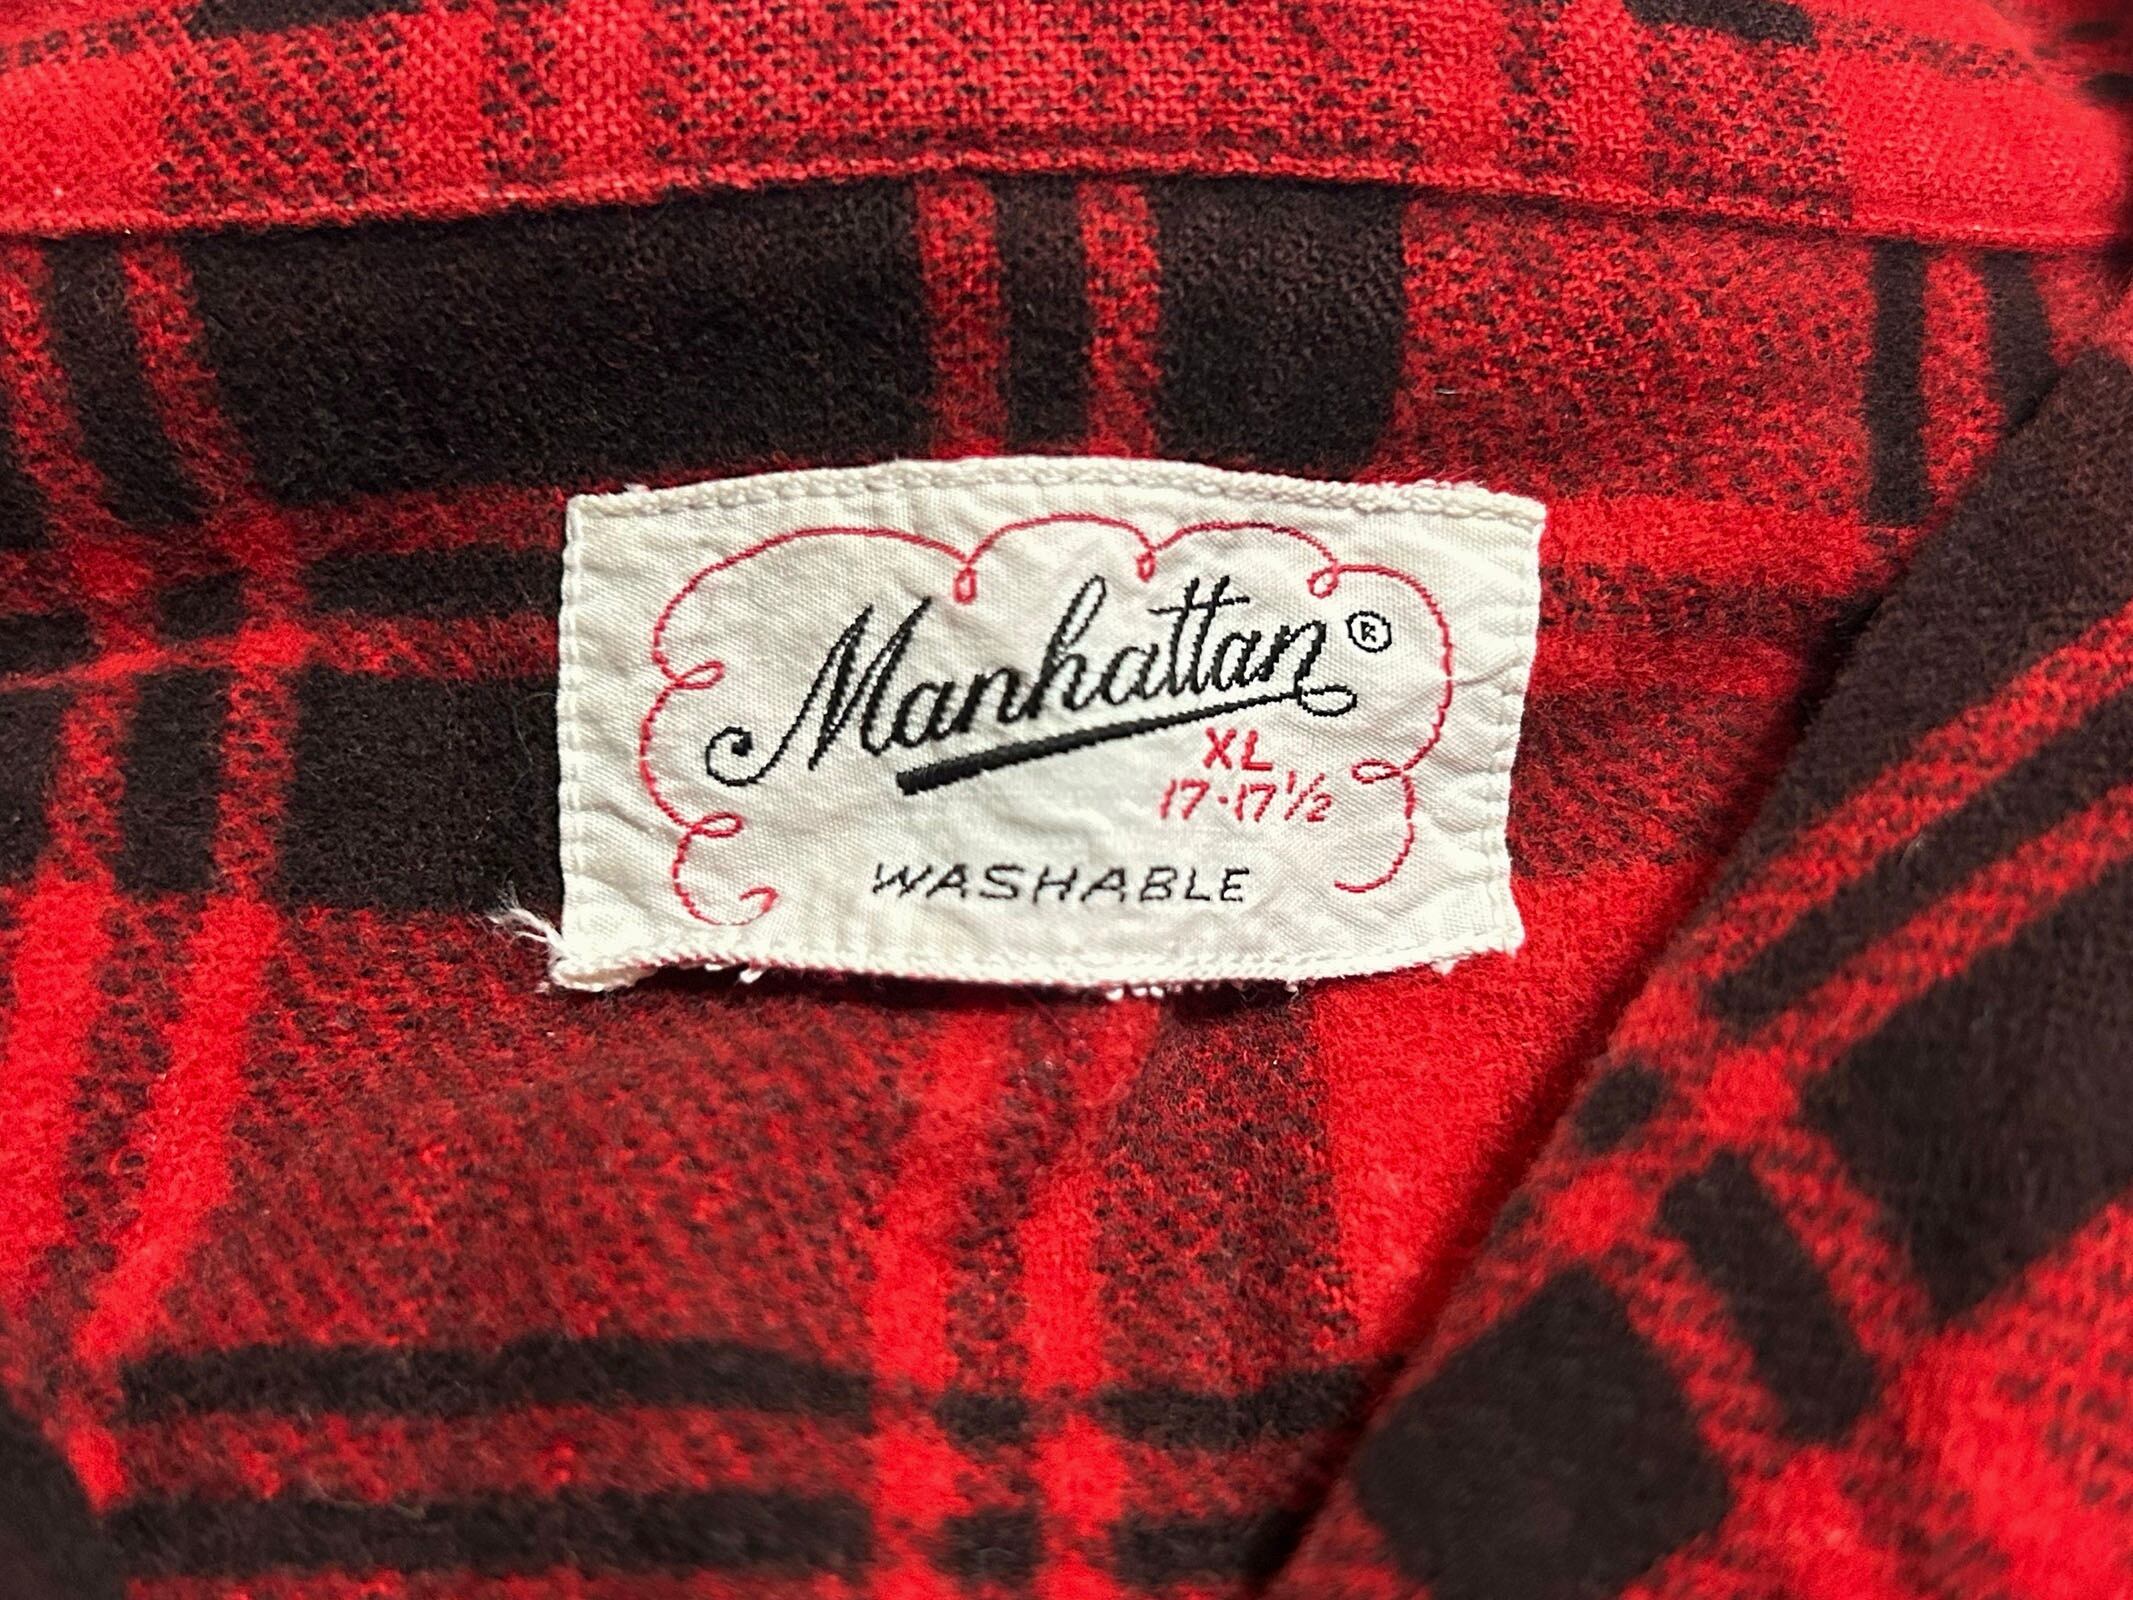 Manhattan®
XL
17-17½
WASHABLE